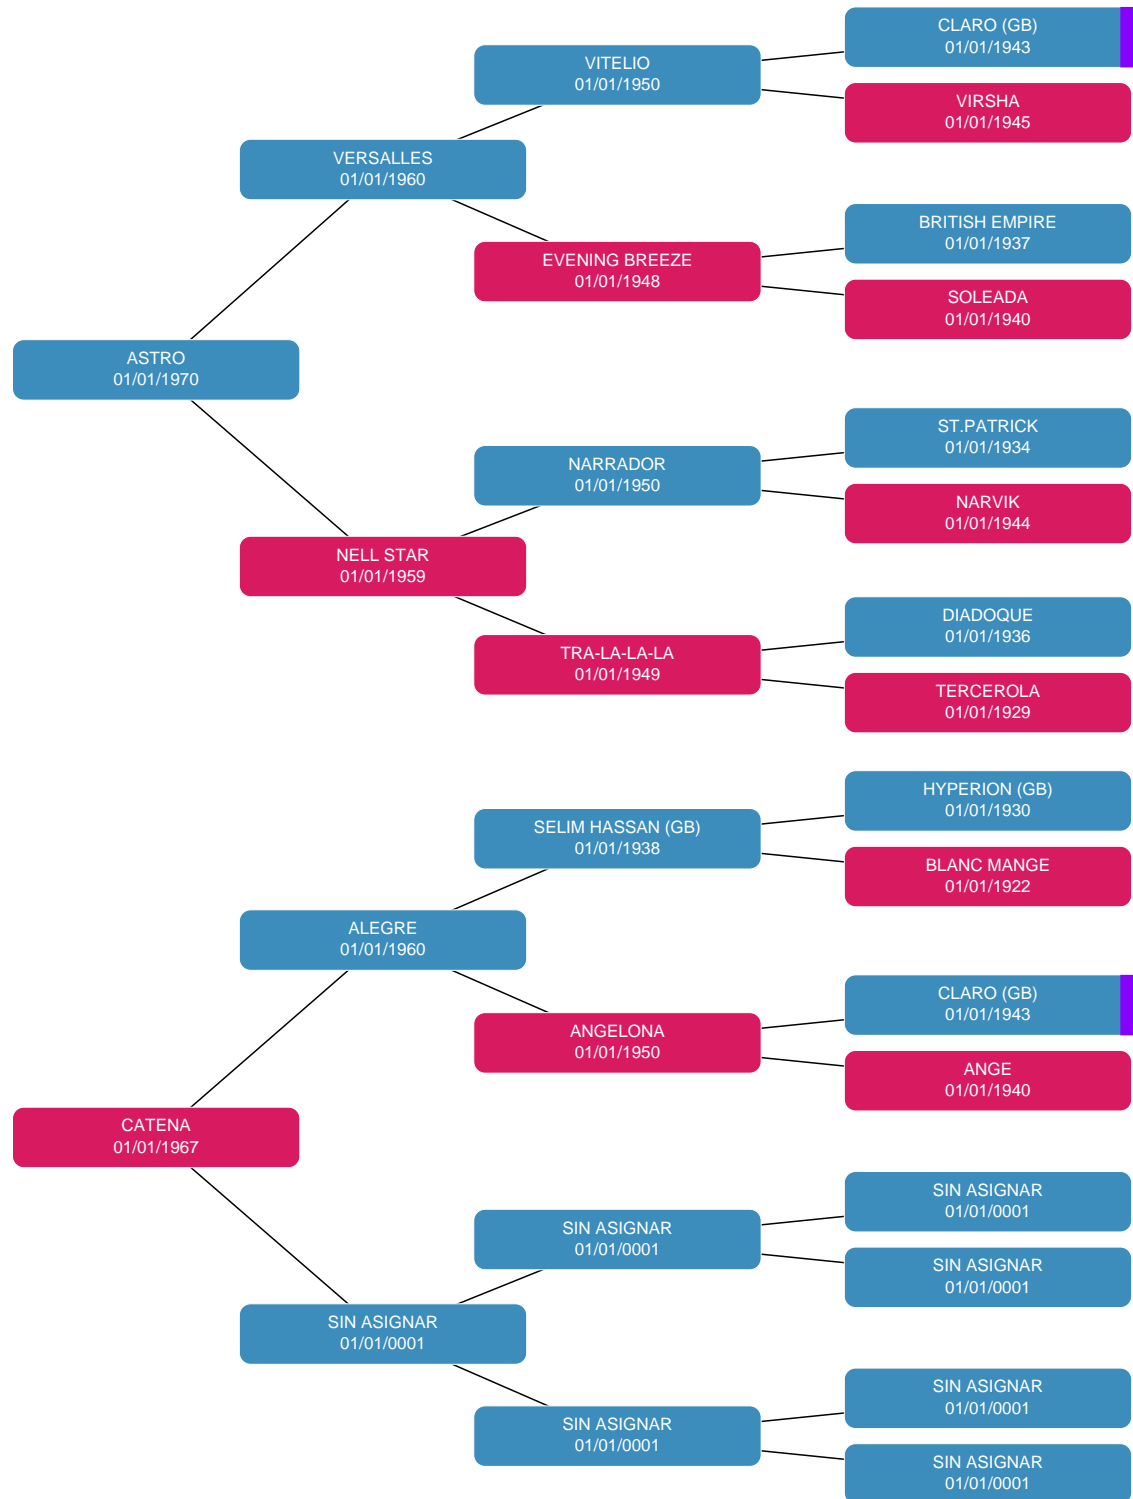 CLARO (GB)
01/01/1943
VITELIO
01/01/1950
VIRSHA
01/01/1945
VERSALLES
01/01/1960
BRITISH EMPIRE
01/01/1937
EVENING BREEZE
01/01/1948
SOLEADA
01/01/1940
ASTRO
01/01/1970
ST.PATRICK
01/01/1934
NARRADOR
01/01/1950
NARVIK
01/01/1944
NELL STAR
01/01/1959
DIADOQUE
01/01/1936
TRA-LA-LA-LA
01/01/1949
TERCEROLA
01/01/1929
HYPERION (GB)
01/01/1930
SELIM HASSAN (GB)
01/01/1938
BLANC MANGE
01/01/1922
ALEGRE
01/01/1960
CLARO (GB)
01/01/1943
ANGELONA
01/01/1950
ANGE
01/01/1940
CATENA
01/01/1967
SIN ASIGNAR
01/01/0001
SIN ASIGNAR
01/01/0001
SIN ASIGNAR
01/01/0001
SIN ASIGNAR
01/01/0001
SIN ASIGNAR
01/01/0001
SIN ASIGNAR
01/01/0001
SIN ASIGNAR
01/01/0001